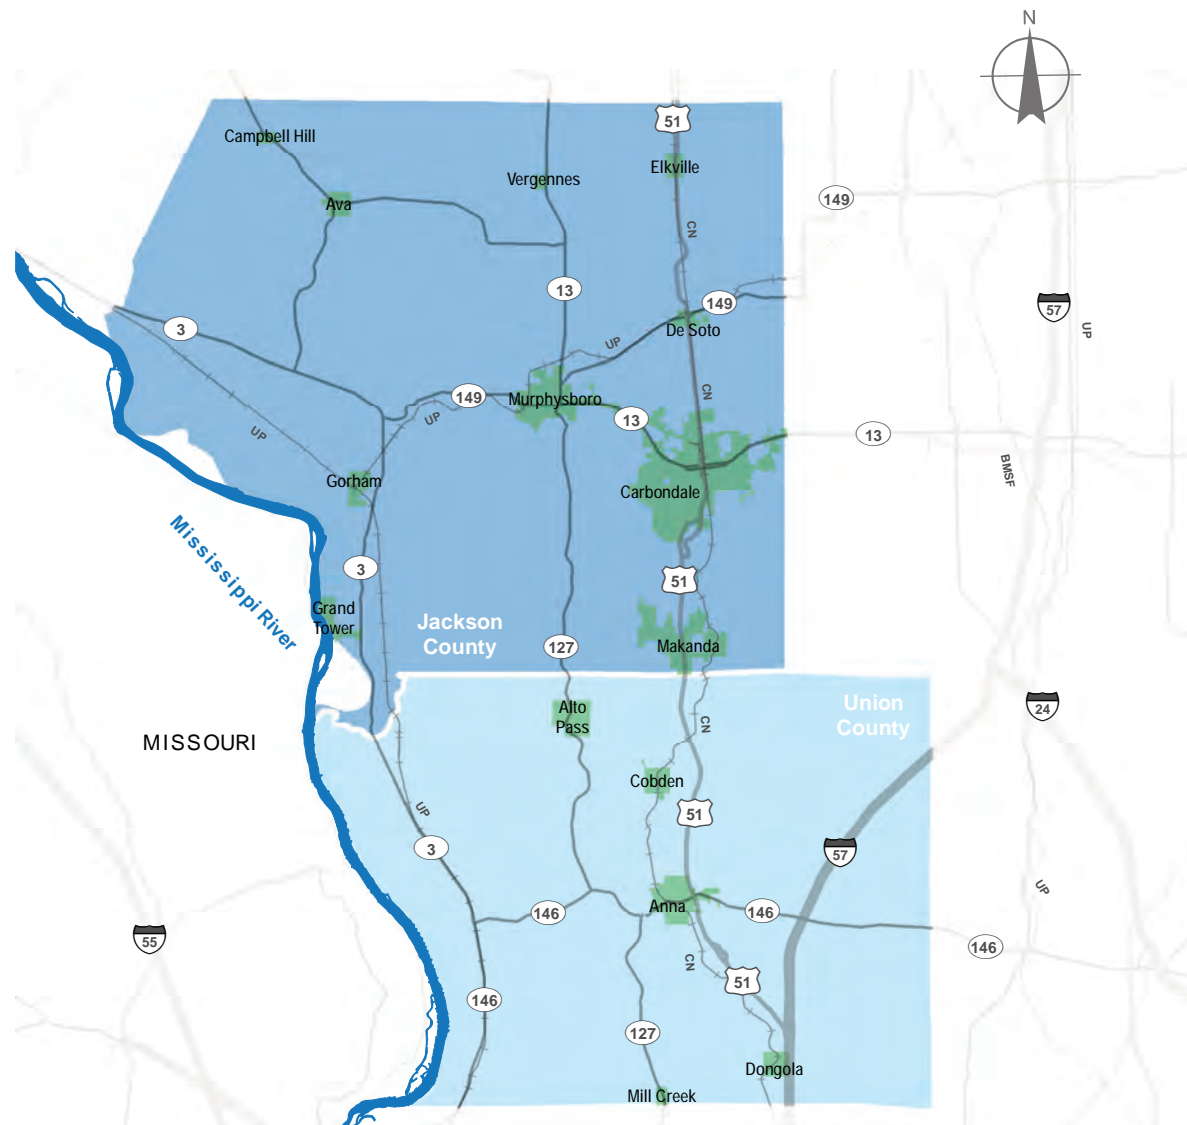 N
51
Campbell Hill
Elkville
Vergennes
149
Ava
CN
13
149
57
3
De Soto
UP
UP
CN
149
Murphysboro
UP
13
13
UP
BMSF
Gorham
Carbondale
Mississippi River
3
51
Grand
Tower
Jackson
County
127
Makanda
Union
County
Alto
Pass
24
CN
MISSOURI
Cobden
UP
51
3
57
UP
Anna
146
146
55
146
CN
51
146
127
Dongola
Mill Creek